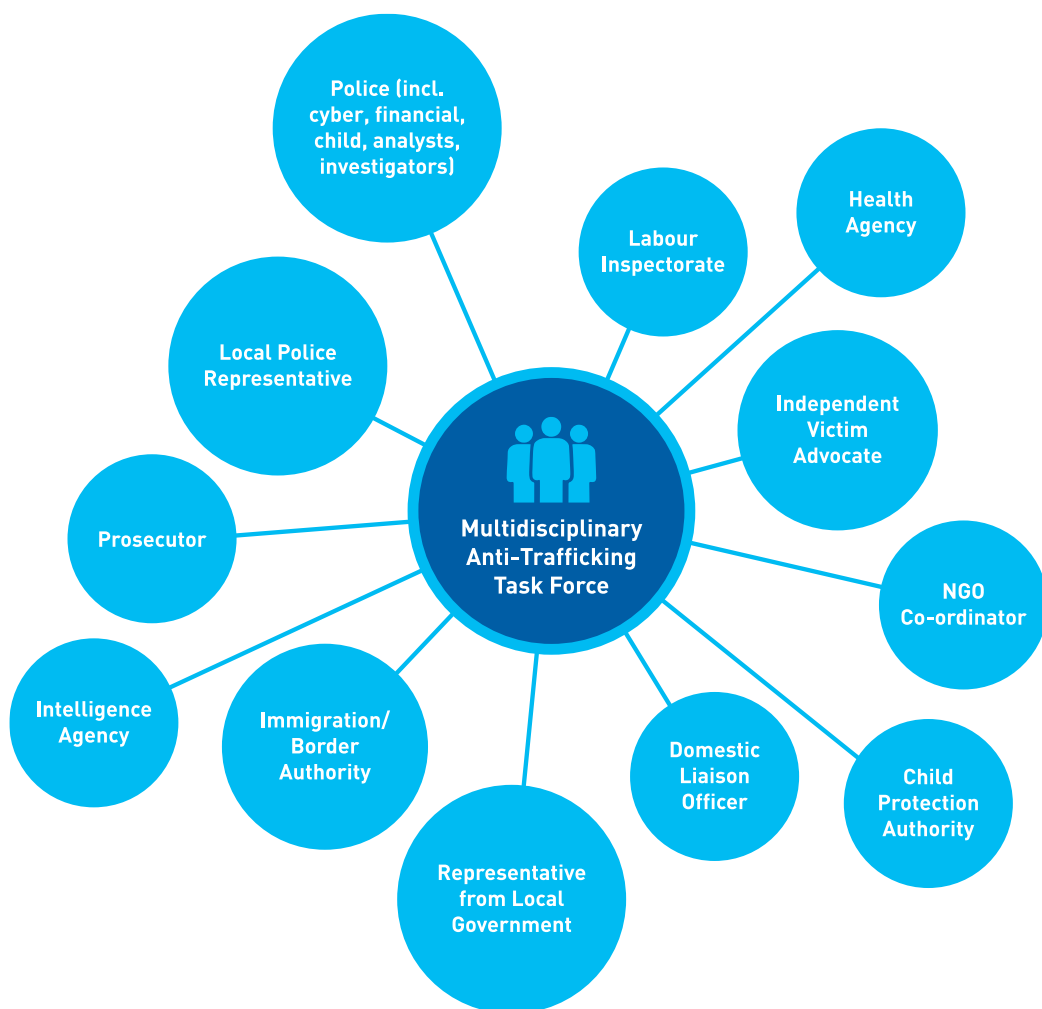 Police (incl.
cyber, financial,
child, analysts,
investigators)
Health
Agency
Labour
Inspectorate
Local Police
Representative
Independent
Victim
Advocate
Multidisciplinary
Anti-Trafficking
Task Force
Prosecutor
NGO
Co-ordinator
Intelligence
Agency
Immigration/
Border
Authority
Domestic
Liaison
Officer
Child
Protection
Authority
Representative
from Local
Government